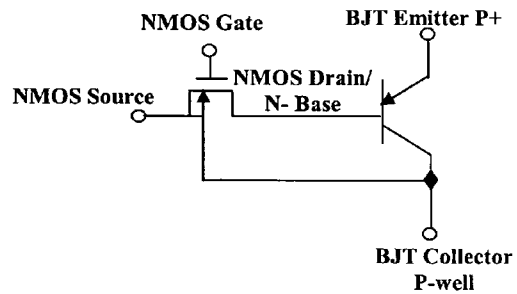 BJT Emitter P+
NMOS Gate
NMOS Drain/
NMOS Source
N- Base
BJT Collector
P-well